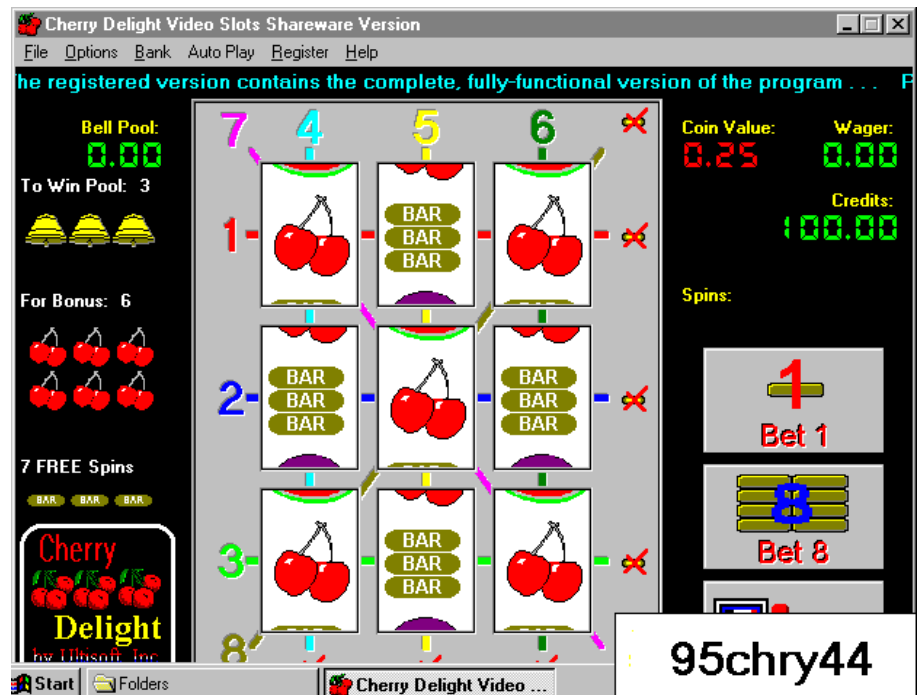 Cherry Delight Video Slots Shareware Version
File Options Bank Auto Play Register Help
he registered version contains the complete, fully-functional version of the program . . . P
7 4 5 6
Bell Pool:
0.00
To Win Pool: 3
For Bonus: 6
7 FREE Spins
BAR BAR BAR
Cherry
Delight
by Ultisoft, Inc.
1
BAR
BAR
BAR
2
BAR
BAR
BAR
BAR
BAR
BAR
3
BAR
BAR
BAR
8
Coin Value: Wager:
0.25 0.00
Credits:
100.00
Spins:
1
Bet 1
8
Bet 8
95chry44
Start Folders Cherry Delight Video ...